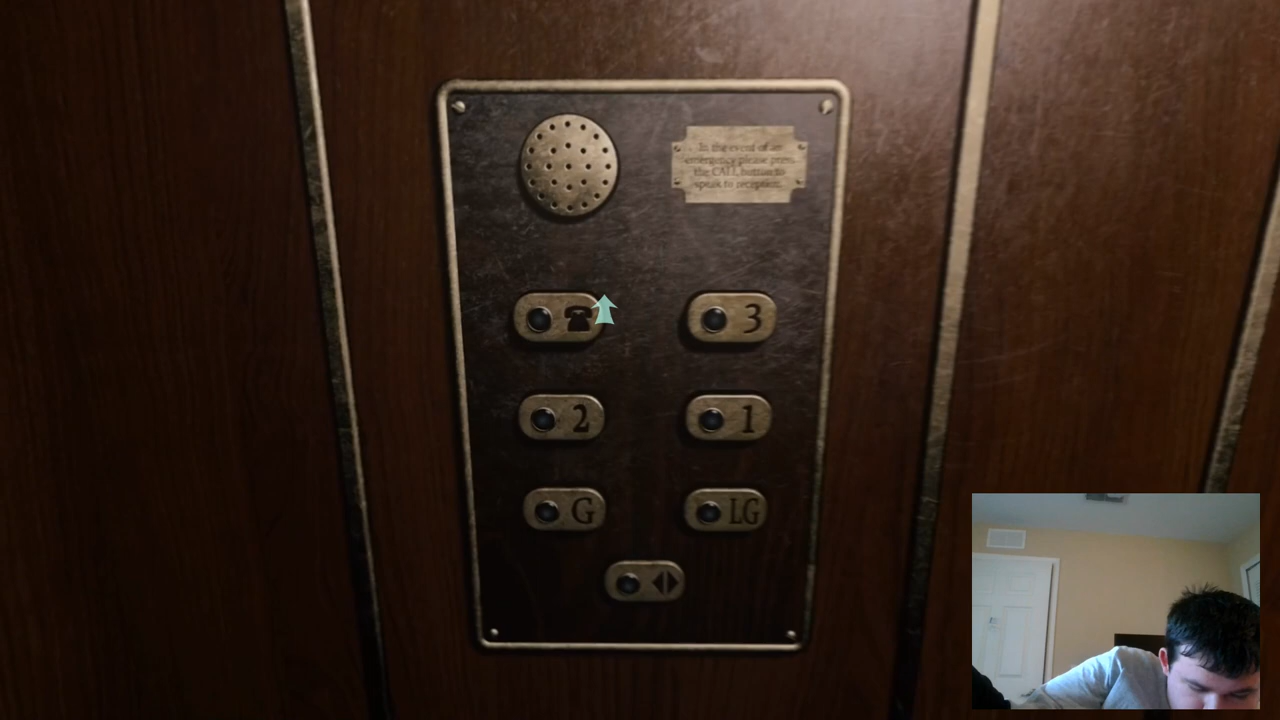 In the event of an
emergency please press
the CALL button to
speak to reception.
3
2 1
G LG